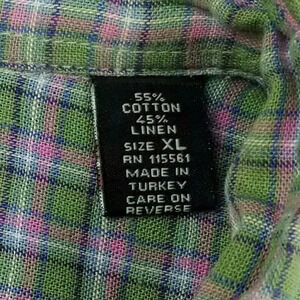 55%
COTTON
45%
LINEN
SIZE XL
RN 115561
MADE IN
TURKEY
CARE ON
REVERSE